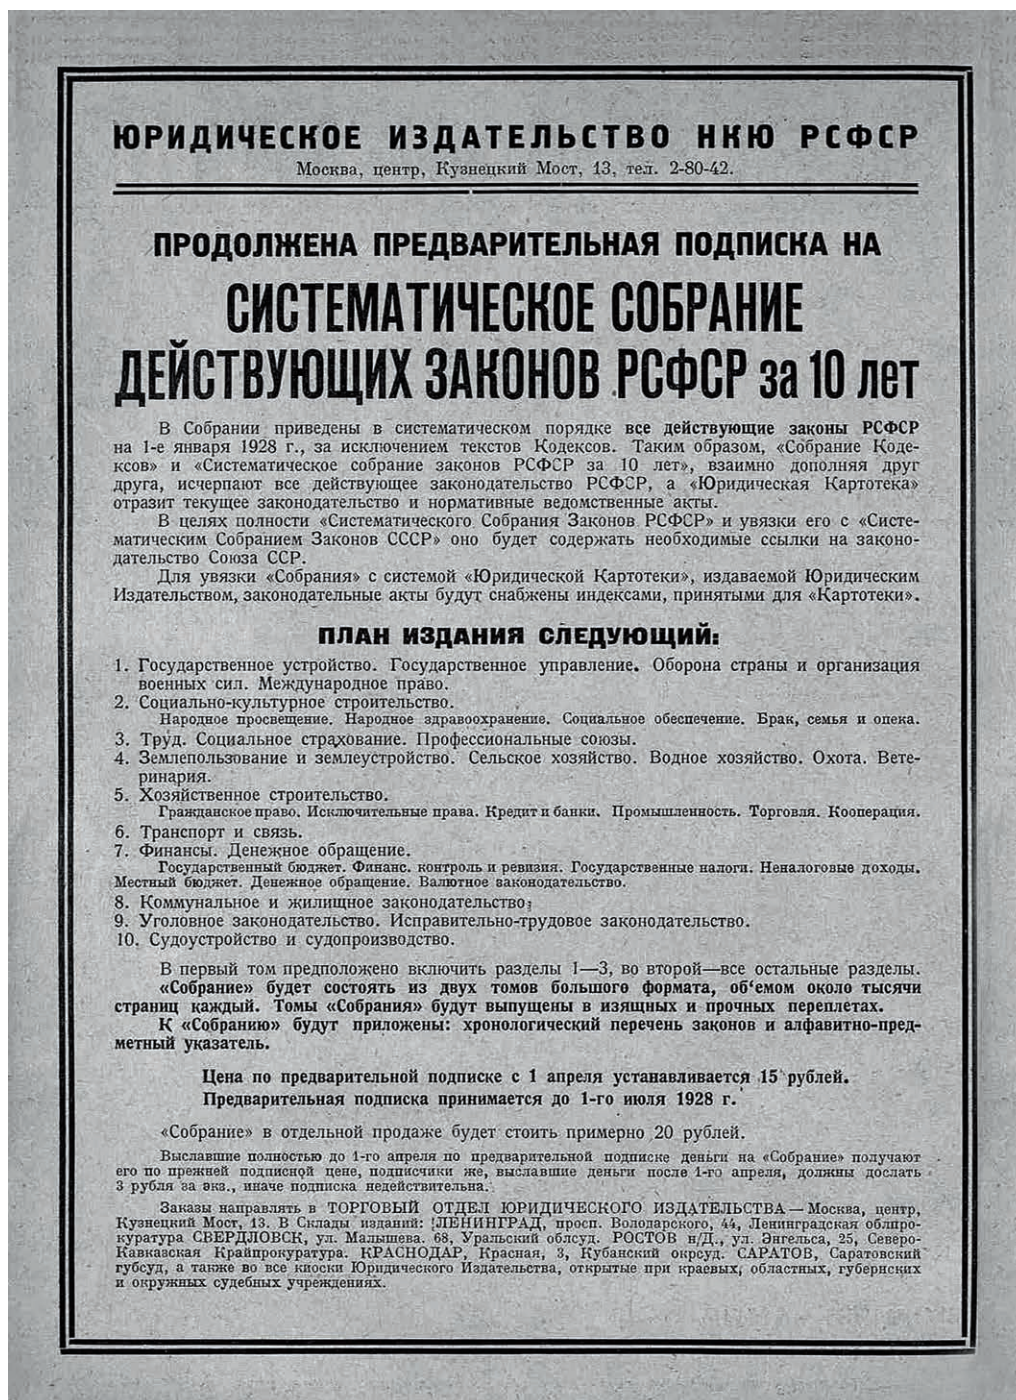 ЮРИДИЧЕСКОЕ ИЗДАТЕЛЬСТВО НКЮ РСФСР
Москва, центр, Кузнецкий Мост, 13, тел. 2-80-42.
ПРОДОЛЖЕНА ПРЕДВАРИТЕЛЬНАЯ ПОДПИСКА НА
СИСТЕМАТИЧЕСКОЕ СОБРАНИЕ
ДЕЙСТВУЮЩИХ ЗАКОНОВ РСФСР за 10 лет
В Собрании приведены в систематическом порядке все действующие законы РСФСР
на 1-е января 1928 г., за исключением текстов Кодексов. Таким образом, «Собрание Коде-
ксов» и «Систематическое собрание законов РСФСР за 10 лет», взаимно дополняя друг
друга, исчерпают все действующее законодательство РСФСР, а «Юридическая Картотека»
отразит текущее законодательство и нормативные ведомственные акты.
В целях полности «Систематического Собрания Законов РСФСР» и увязки его с «Систе-
матическим Собранием Законов СССР» оно будет содержать необходимые ссылки на законо-
дательство Союза ССР.
Для увязки «Собрания» с системой «Юридической Картотеки», издаваемой Юридическим
Издательством, законодательные акты будут снабжены индексами, принятыми для «Картотеки».
ПЛАН ИЗДАНИЯ СЛЕДУЮЩИЙ:
1. Государственное устройство. Государственное управление. Оборона страны и организация
военных сил. Международное право.
2. Социально-культурное строительство.
Народное просвещение. Народное здравоохранение. Социальное обеспечение. Брак, семья и опека.
3. Труд. Социальное страхование. Профессиональные союзы.
4. Землепользование и землеустройство. Сельское хозяйство. Водное хозяйство. Охота. Вете-
ринария.
5. Хозяйственное строительство.
Гражданское право. Исключительные права. Кредит и банки. Промышленность. Торговля. Кооперация.
6. Транспорт и связь.
7. Финансы. Денежное обращение.
Государственный бюджет. Финанс. контроль и ревизия. Государственные налоги. Неналоговые доходы.
Местный бюджет. Денежное обращение. Валютное законодательство.
8. Коммунальное и жилищное законодательство;
9. Уголовное законодательство. Исправительно-трудовое законодательство.
10. Судоустройство и судопроизводство.
В первый том предположено включить разделы 1—3, во второй—все остальные разделы.
«Собрание» будет состоять из двух томов большого формата, об'емом около тысячи
страниц каждый. Томы «Собрания» будут выпущены в изящных и прочных переплетах.
К «Собранию» будут приложены: хронологический перечень законов и алфавитно-пред-
метный указатель.
Цена по предварительной подписке с 1 апреля устанавливается 15 рублей.
Предварительная подписка принимается до 1-го июля 1928 г.
«Собрание» в отдельной продаже будет стоить примерно 20 рублей.
Выславшие полностью до 1-го апреля по предварительной подписке деньги на «Собрание» получают
его по прежней подписной цене, подписчики же, выславшие деньги после 1-го апреля, должны дослать
3 рубля за экз., иначе подписка недействительна.
Заказы направлять в ТОРГОВЫЙ ОТДЕЛ ЮРИДИЧЕСКОГО ИЗДАТЕЛЬСТВА — Москва, центр,
Кузнецкий Мост, 13. В Склады изданий: ЛЕНИНГРАД, просп. Володарского, 44, Ленинградская облпро-
куратура СВЕРДЛОВСК, ул. Малышева. 68, Уральский облсуд. РОСТОВ н/Д., ул. Энгельса, 25, Северо-
Кавказская Крайпрокуратура. КРАСНОДАР, Красная, 3, Кубанский окрсуд. САРАТОВ, Саратовский
губсуд, а также во все киоски Юридического Издательства, открытые при краевых, областных, губернских
и окружных судебных учреждениях.